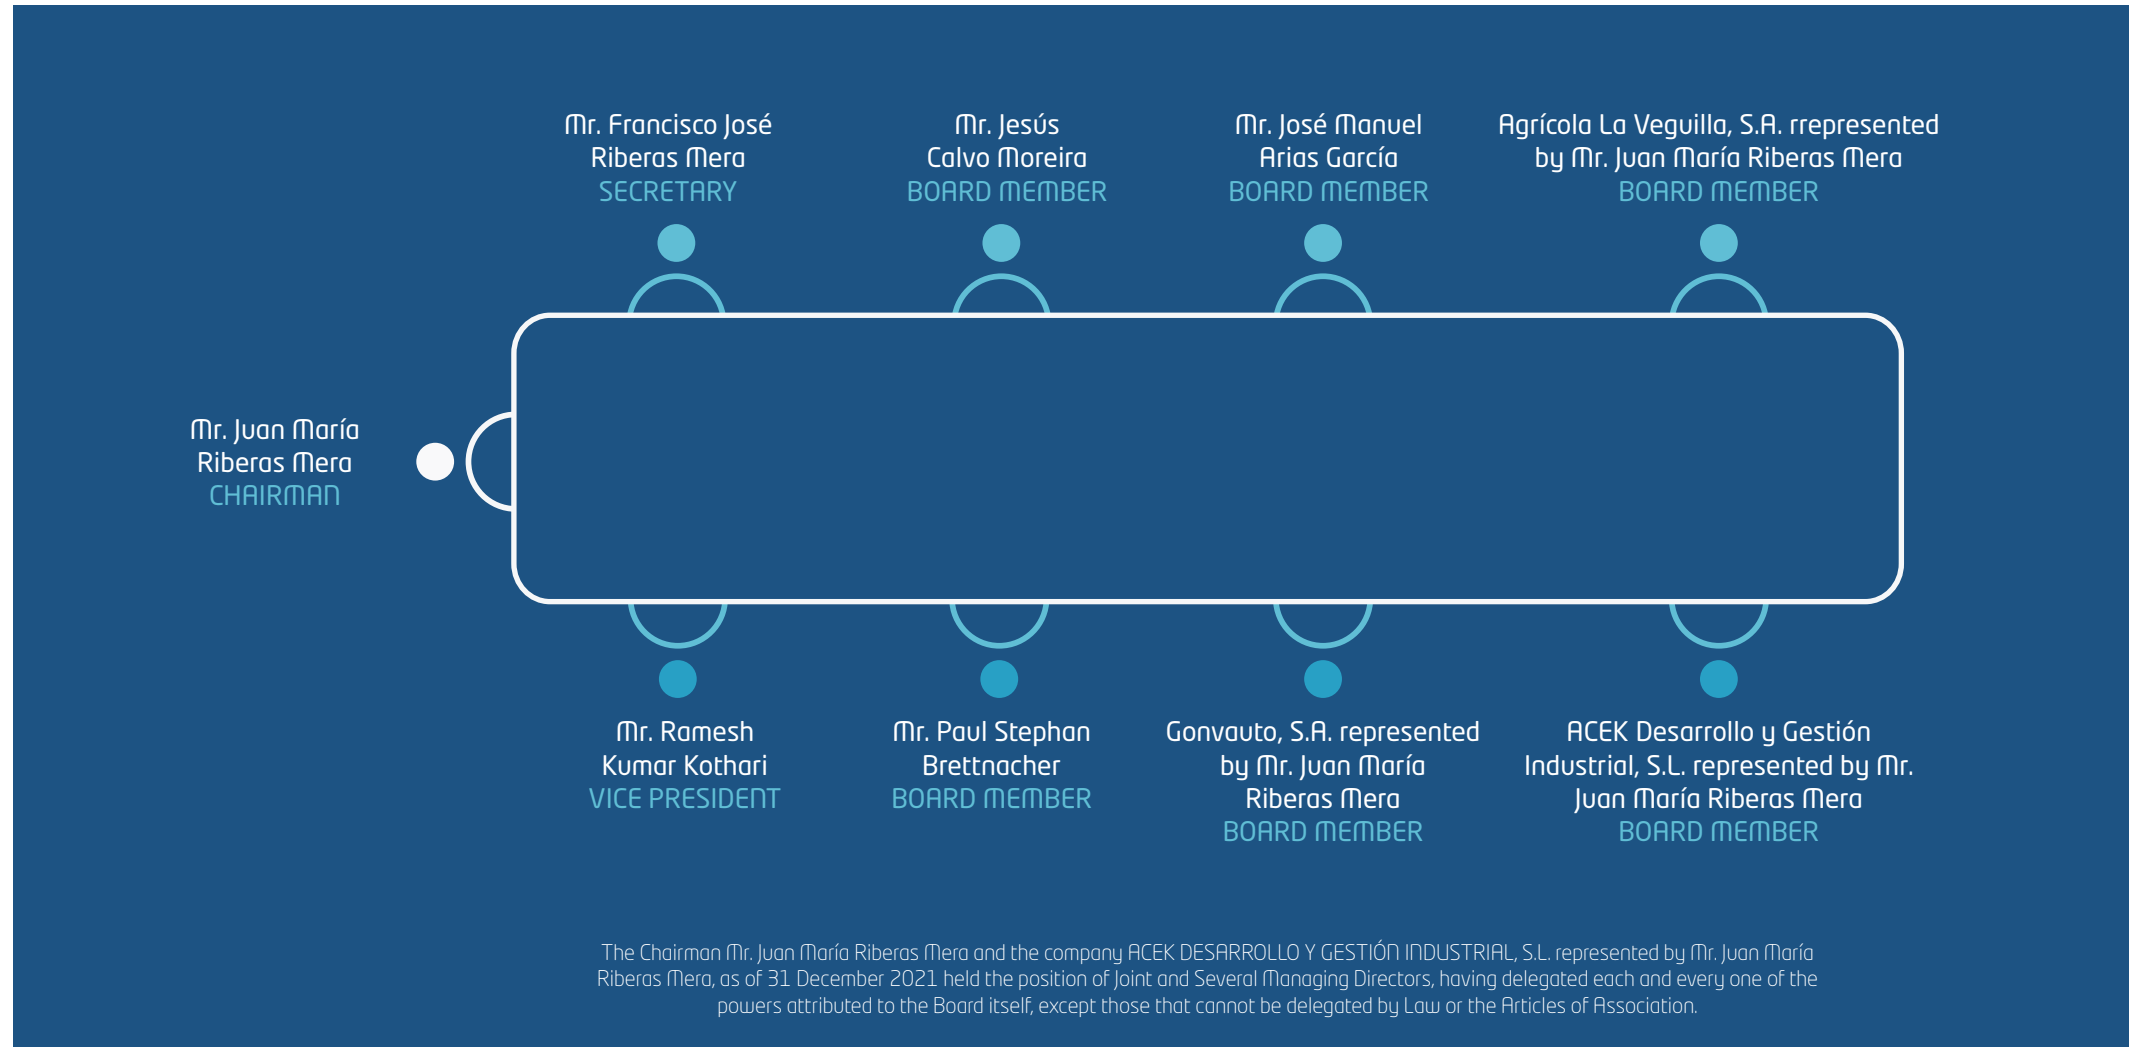 Mr. Francisco José
Riberas Mera
SECRETARY
Mr. Jesús
Calvo Moreira
BOARD MEMBER
Mr. José Manuel
Arias García
BOARD MEMBER
Agrícola La Veguilla, S.A. rrepresented
by Mr. Juan María Riberas Mera
BOARD MEMBER
Mr. Juan María
Riberas Mera
CHAIRMAN
Mr. Ramesh
Kumar Kothari
VICE PRESIDENT
Mr. Paul Stephan
Brettnacher
BOARD MEMBER
Gonvauto, S.A. represented
by Mr. Juan María
Riberas Mera
BOARD MEMBER
ACEK Desarrollo y Gestión
Industrial, S.L. represented by Mr.
Juan María Riberas Mera
BOARD MEMBER
The Chairman Mr. Juan María Riberas Mera and the company ACEK DESARROLLO Y GESTIÓN INDUSTRIAL, S.L. represented by Mr. Juan María
Riberas Mera, as of 31 December 2021 held the position of Joint and Several Managing Directors, having delegated each and every one of the
powers attributed to the Board itself, except those that cannot be delegated by Law or the Articles of Association.